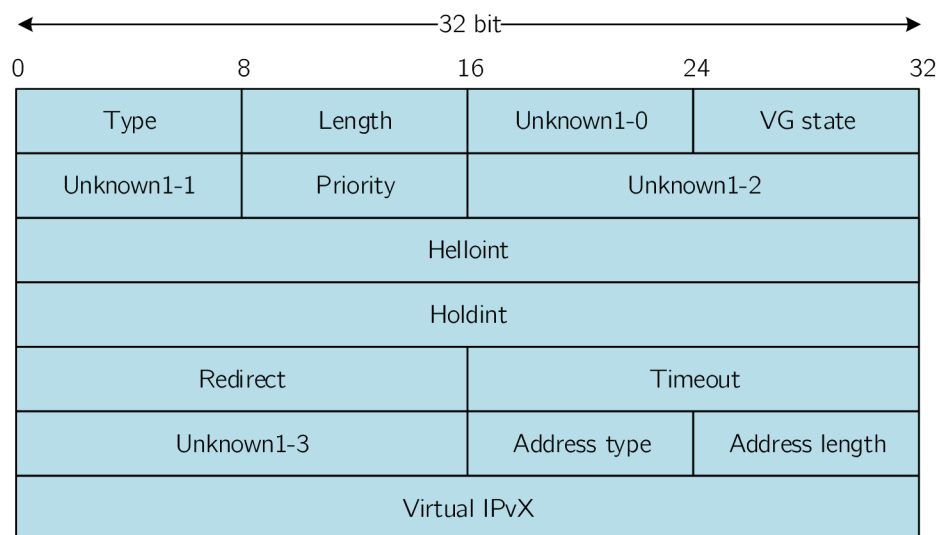 32 bit
0 8 16 24 32
Type Length Unknown1-0 VG state
Unknown1-1 Priority Unknown1-2
Helloint
Holdint
Redirect Timeout
Unknown1-3 Address type Address length
Virtual IPvX